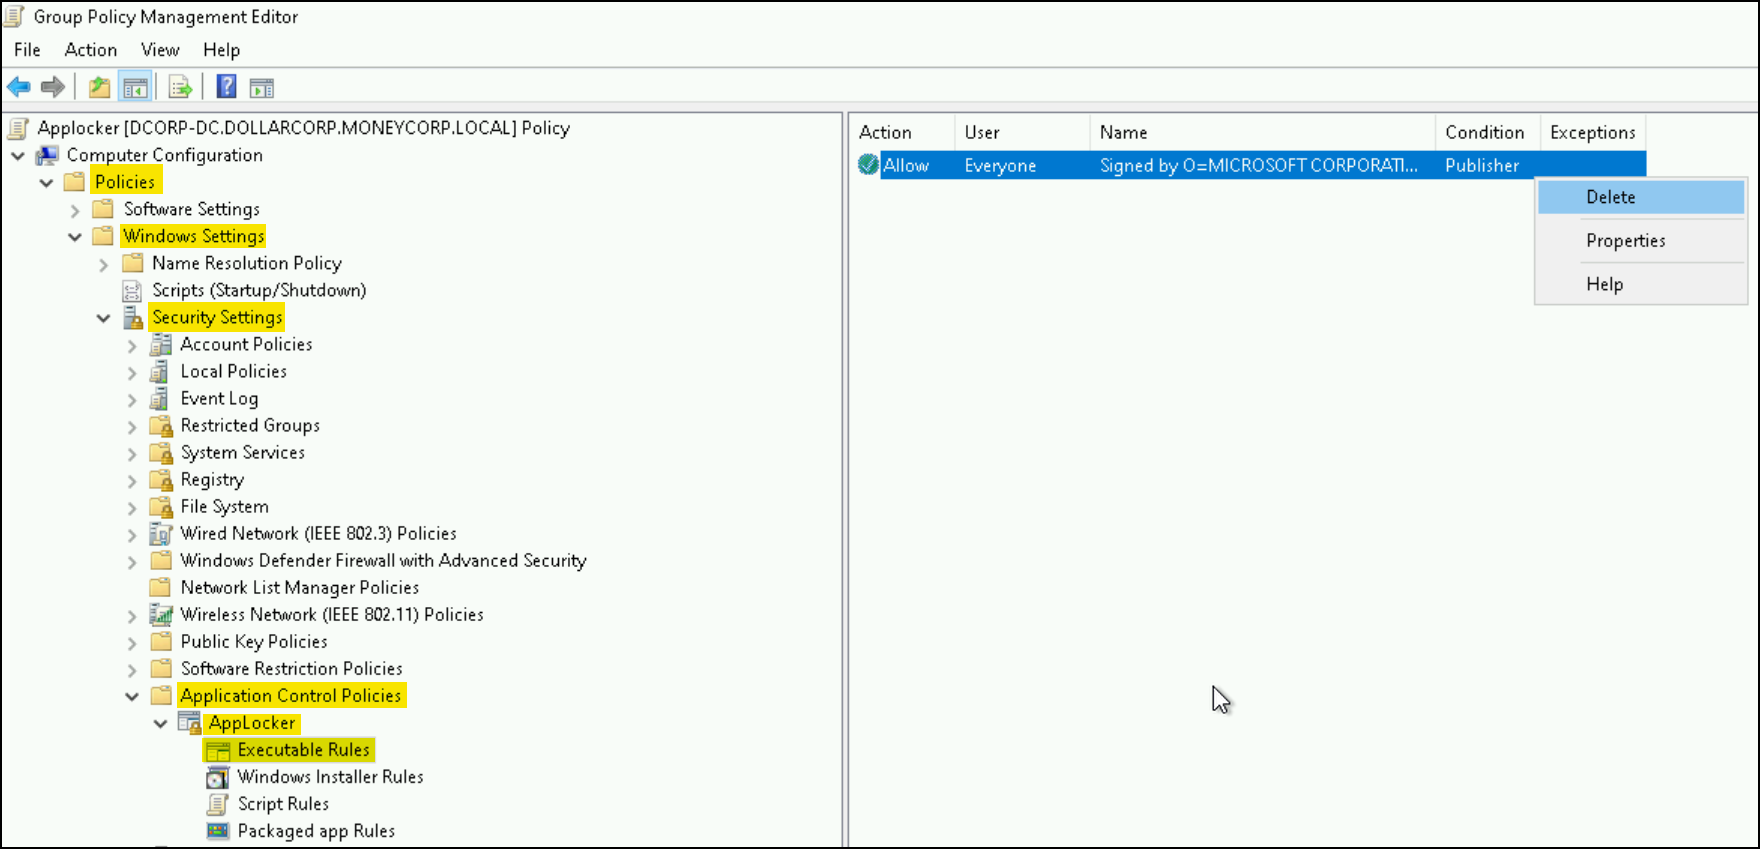 Group Policy Management Editor
File Action View Help
Applocker [DCORP-DC.DOLLARCORP.MONEYCORP.LOCAL] Policy
Computer Configuration
Policies
Software Settings
Windows Settings
Name Resolution Policy
Scripts (Startup/Shutdown)
Security Settings
Account Policies
Local Policies
Event Log
Restricted Groups
System Services
Registry
File System
Wired Network (IEEE 802.3) Policies
Windows Defender Firewall with Advanced Security
Network List Manager Policies
Wireless Network (IEEE 802.11) Policies
Public Key Policies
Software Restriction Policies
Application Control Policies
AppLocker
Executable Rules
Windows Installer Rules
Script Rules
Packaged app Rules
Action User Name Condition Exceptions
Allow Everyone Signed by O=MICROSOFT CORPORATI... Publisher
Delete
Properties
Help